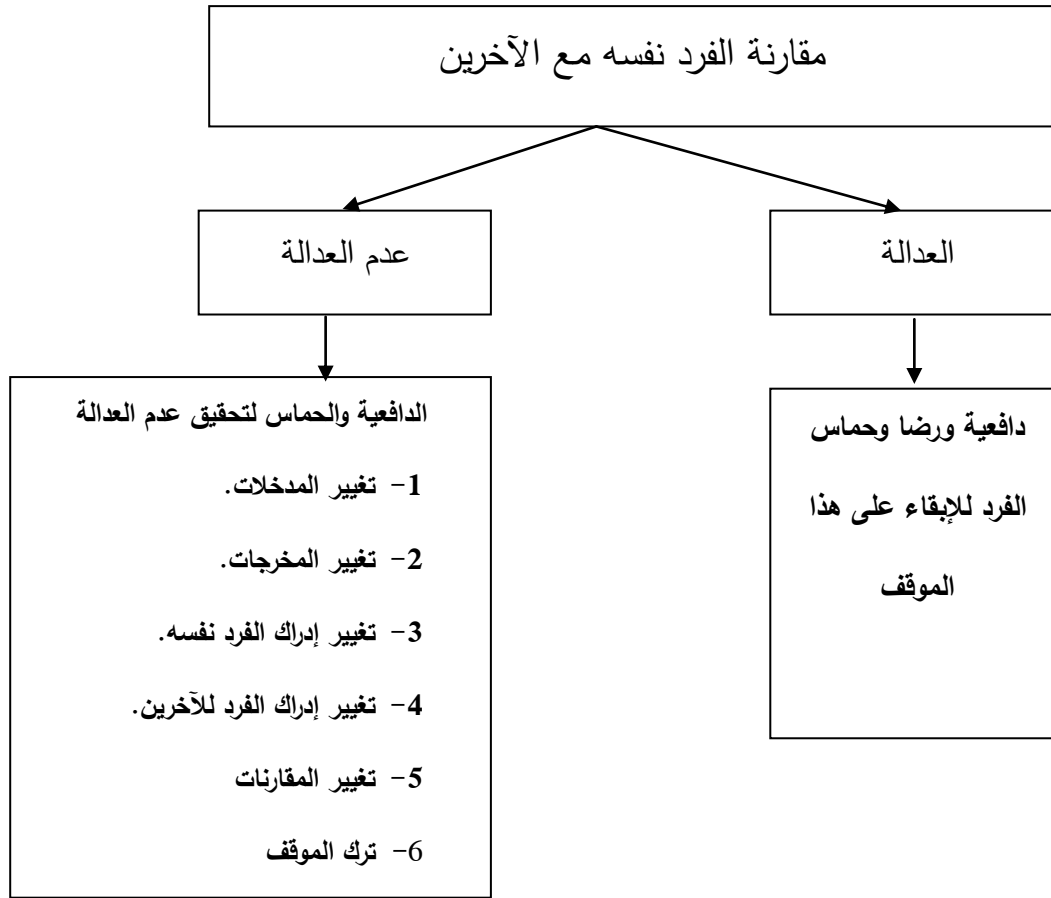 مقارنة الفرد نفسه مع الآخرين
العدالة
عدم العدالة
دافعية ورضا وحماس
الفرد للإبقاء على هذا
الموقف
الدافعية والحماس لتحقيق عدم العدالة
1- تغيير المدخلات.
2- تغيير المخرجات.
3- تغيير إدراك الفرد نفسه.
4- تغيير إدراك الفرد للآخرين.
5- تغيير المقارنات
6- ترك الموقف